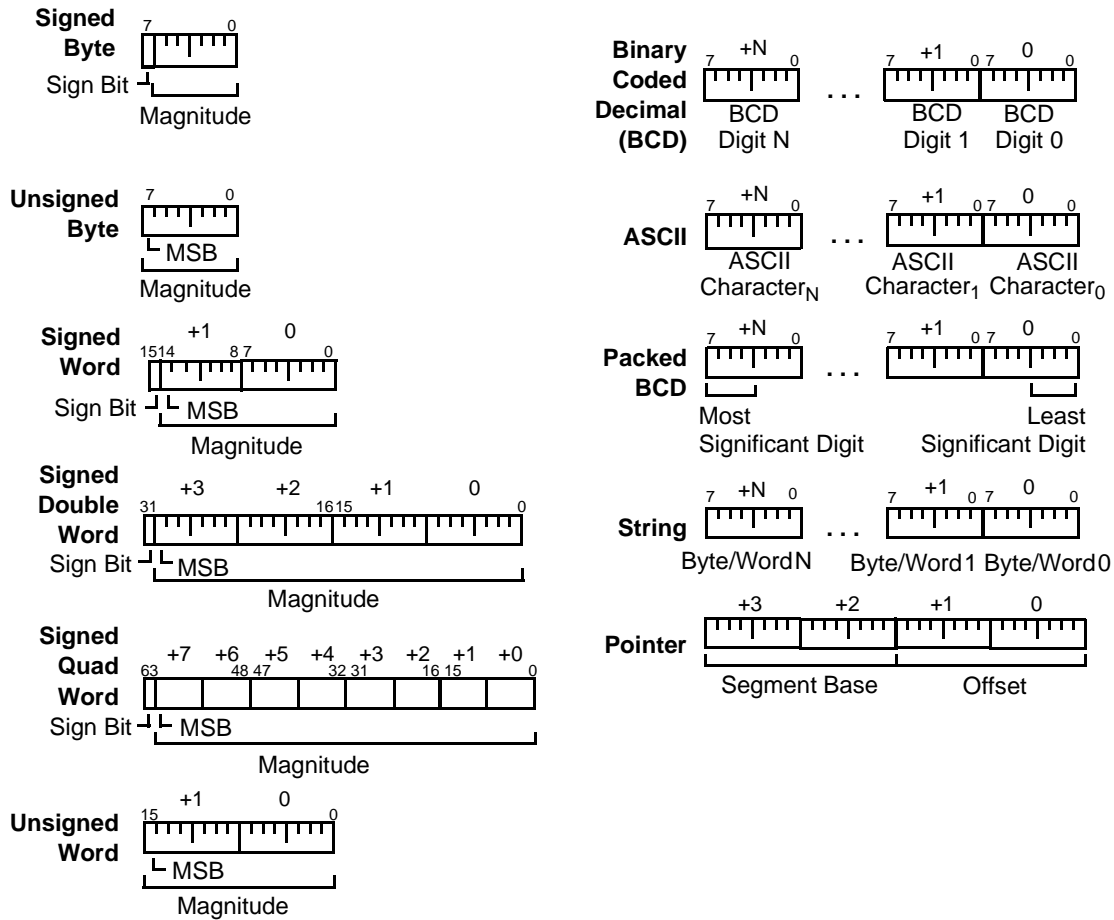 Signed
Byte
7 0
Sign Bit
Magnitude
Unsigned
Byte
7 0
MSB
Magnitude
Signed
Word
+1 0
15 14 8 7 0
Sign Bit
MSB
Magnitude
Signed
Double
Word
+3 +2 +1 0
31 16 15 0
Sign Bit
MSB
Magnitude
Signed
Quad
Word
+7 +6 +5 +4 +3 +2 +1 +0
63 48 47 32 31 16 15 0
Sign Bit
MSB
Magnitude
Unsigned
Word
+1 0
15 0
MSB
Magnitude
Binary
Coded
Decimal
(BCD)
+N +1 0
7 0 7 0 7 0
. . .
BCD BCD BCD
Digit N Digit 1 Digit 0
ASCII
+N +1 0
7 0 7 0 7 0
. . .
ASCII ASCII ASCII
CharacterN Character1 Character0
Packed
BCD
+N +1 0
7 0 7 0 7 0
. . .
Most Least
Significant Digit Significant Digit
String
+N +1 0
7 0 7 0 7 0
. . .
Byte/Word N Byte/Word 1 Byte/Word 0
Pointer
+3 +2 +1 0
Segment Base Offset